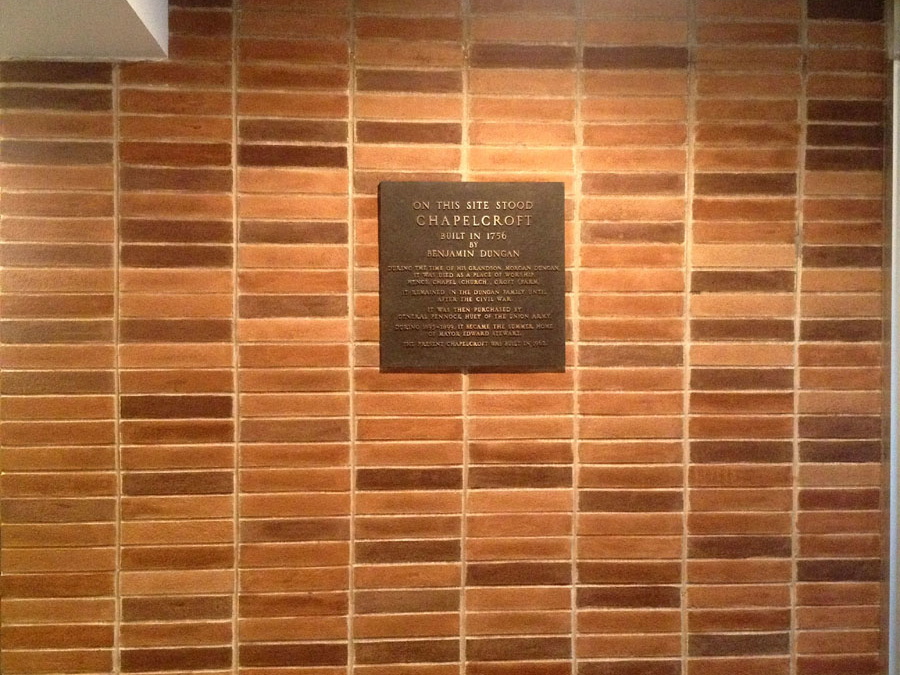 ON THIS SITE STOOD
CHAPELCROFT
BUILT IN 1756
BY
BENJAMIN DUNGAN
DURING THE TIME OF HIS GRANDSON MORGAN DUNGAN
IT WAS USED AS A PLACE OF WORSHIP
HENCE CHAPEL (CHURCH), CROFT (FARM).
IT REMAINED IN THE DUNGAN FAMILY UNTIL
AFTER THE CIVIL WAR.
IT WAS THEN PURCHASED BY
GENERAL PENNOCK HUEY OF THE UNION ARMY.
DURING IT BECAME THE SUMMER HOME
OF MAYOR EDWARD STEWART.
THE PRESENT CHAPELCROFT WAS BUILT IN